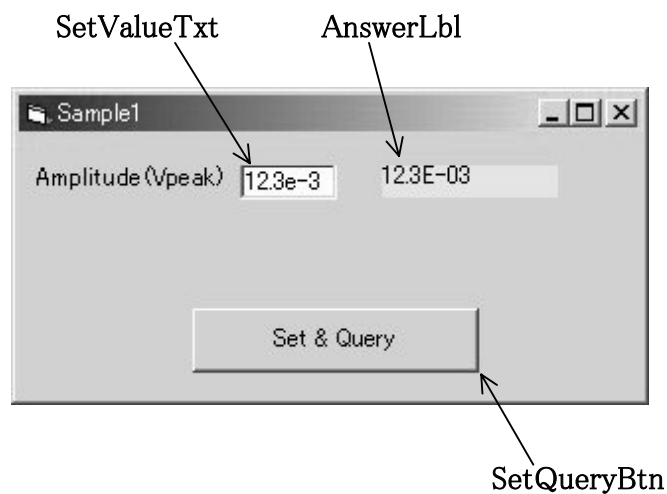 SetValueTxt AnswerLbl
Sample1
Amplitude(Vpeak) 12.3e-3 12.3E-03
Set & Query
SetQueryBtn